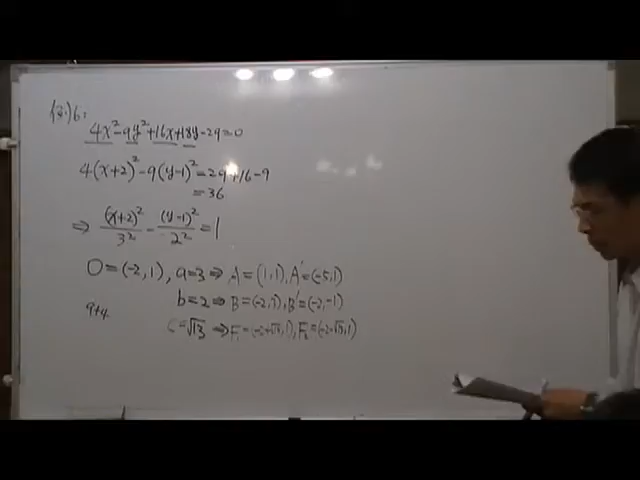 例6:
4x²-9y²+16x+18y-29=0
4(x+2)²-9(y-1)²=29+16-9
=36
⇒ (x+2)²/3² - (y-1)²/2² = 1
O=(-2,1), a=3 ⇒ A=(1,1), A'=(-5,1)
b=2 ⇒ B=(-2,3), B'=(-2,-1)
9+4
c=√13 ⇒ F₁=(-2+√13,1), F₂=(-2-√13,1)